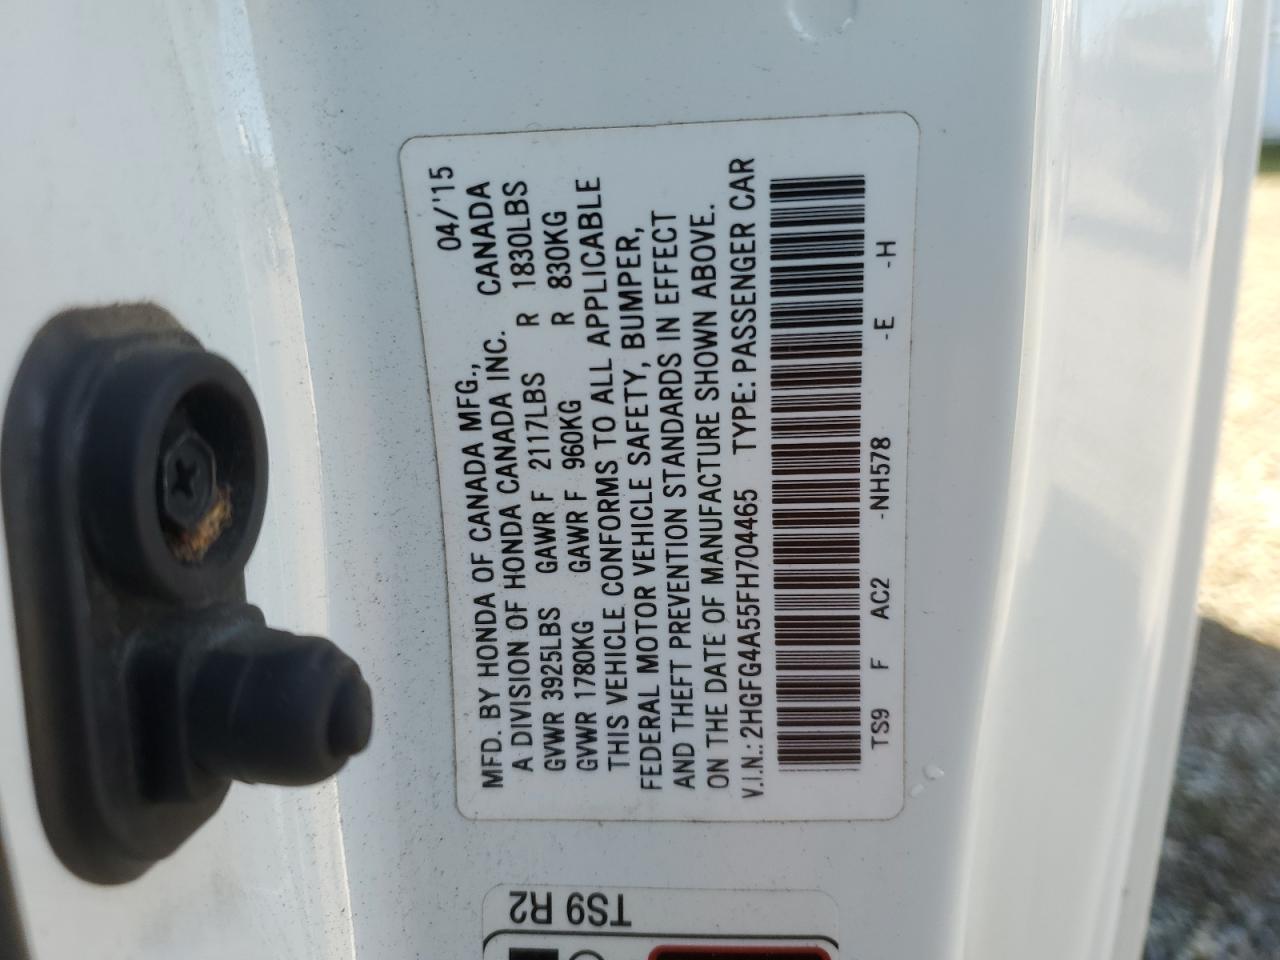 MFD. BY HONDA OF CANADA MFG., 04/'15
A DIVISION OF HONDA CANADA INC. CANADA
GVWR 3925LBS GAWR F 2117LBS R 1830LBS
GVWR 1780KG GAWR F 960KG R 830KG
THIS VEHICLE CONFORMS TO ALL APPLICABLE
FEDERAL MOTOR VEHICLE SAFETY, BUMPER,
AND THEFT PREVENTION STANDARDS IN EFFECT
ON THE DATE OF MANUFACTURE SHOWN ABOVE.
V.I.N.: 2HGFG4A55FH704465 TYPE: PASSENGER CAR
TS9 F AC2 -NH578 -E -H
TS9 R2